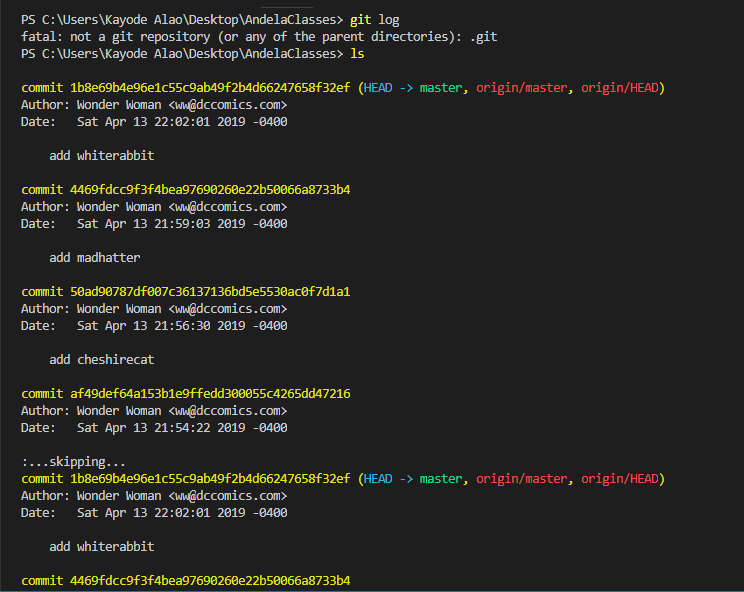 PS C:\Users\Kayode Alao\Desktop\AndelaClasses> git log
fatal: not a git repository (or any of the parent directories): .git
PS C:\Users\Kayode Alao\Desktop\AndelaClasses> ls
commit 1b8e69b4e96e1c55c9ab49f2b4d66247658f32ef (HEAD -> master, origin/master, origin/HEAD)
Author: Wonder Woman <ww@dccomics.com>
Date:   Sat Apr 13 22:02:01 2019 -0400
    add whiterabbit
commit 4469fdcc9f3f4bea97690260e22b50066a8733b4
Author: Wonder Woman <ww@dccomics.com>
Date:   Sat Apr 13 21:59:03 2019 -0400
    add madhatter
commit 50ad90787df007c36137136bd5e5530ac0f7d1a1
Author: Wonder Woman <ww@dccomics.com>
Date:   Sat Apr 13 21:56:30 2019 -0400
    add cheshirecat
commit af49def64a153b1e9ffedd300055c4265dd47216
Author: Wonder Woman <ww@dccomics.com>
Date:   Sat Apr 13 21:54:22 2019 -0400
:...skipping...
commit 1b8e69b4e96e1c55c9ab49f2b4d66247658f32ef (HEAD -> master, origin/master, origin/HEAD)
Author: Wonder Woman <ww@dccomics.com>
Date:   Sat Apr 13 22:02:01 2019 -0400
    add whiterabbit
commit 4469fdcc9f3f4bea97690260e22b50066a8733b4